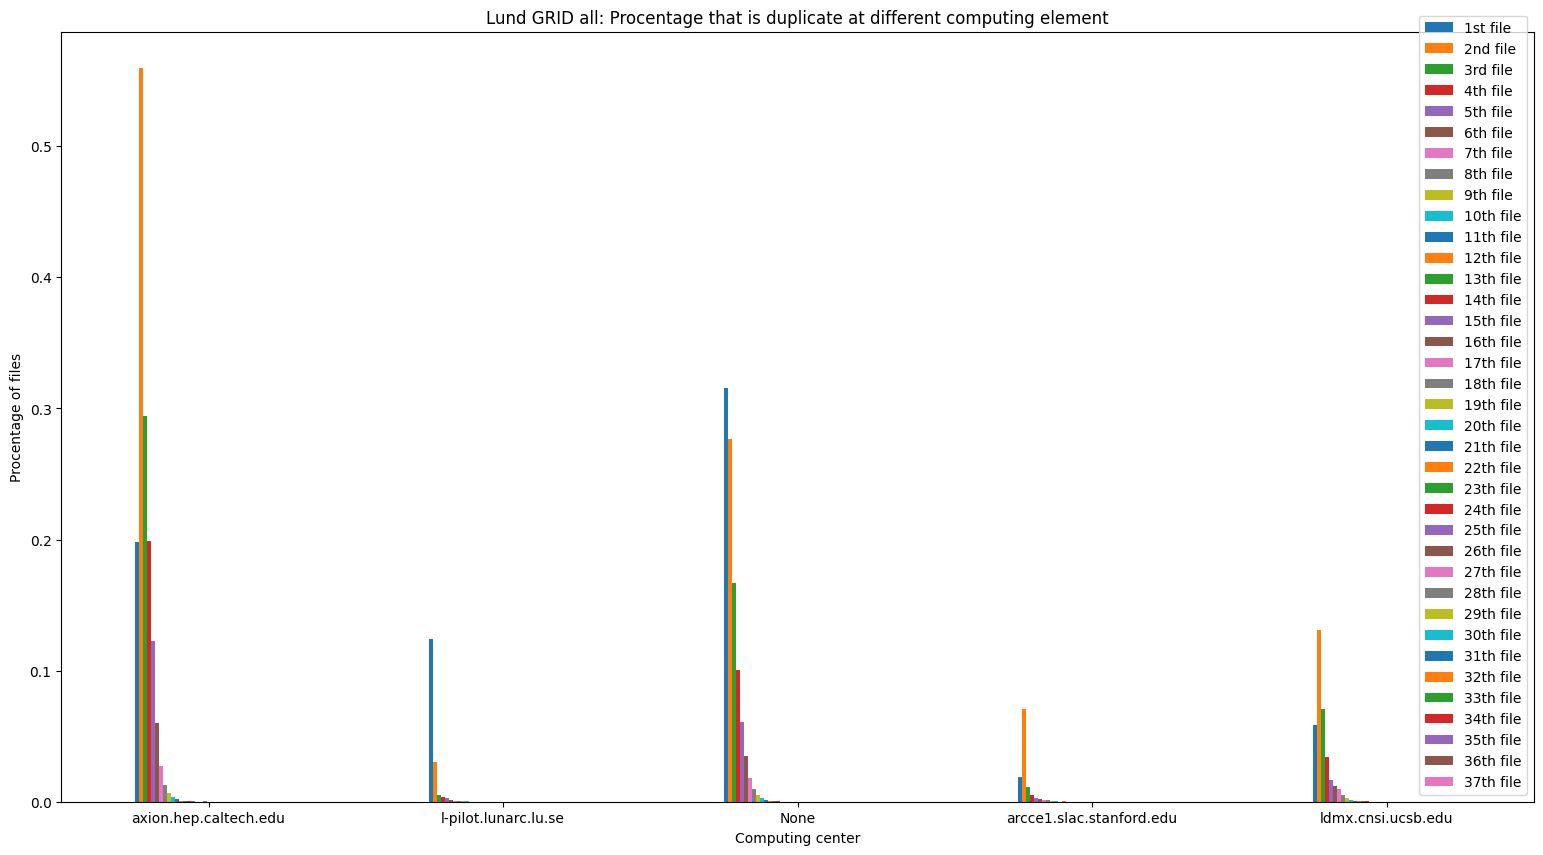 Lund GRID all: Procentage that is duplicate at different computing element
1st file
2nd file
3rd file
4th file
5th file
6th file
7th file
8th file
9th file
10th file
11th file
12th file
13th file
14th file
15th file
16th file
17th file
18th file
19th file
20th file
21th file
22th file
23th file
24th file
25th file
26th file
27th file
28th file
29th file
30th file
31th file
32th file
33th file
34th file
35th file
36th file
37th file
Procentage of files
0.5
0.4
0.3
0.2
0.1
0.0
axion.hep.caltech.edu
l-pilot.lunarc.lu.se
None
arcce1.slac.stanford.edu
ldmx.cnsi.ucsb.edu
Computing center